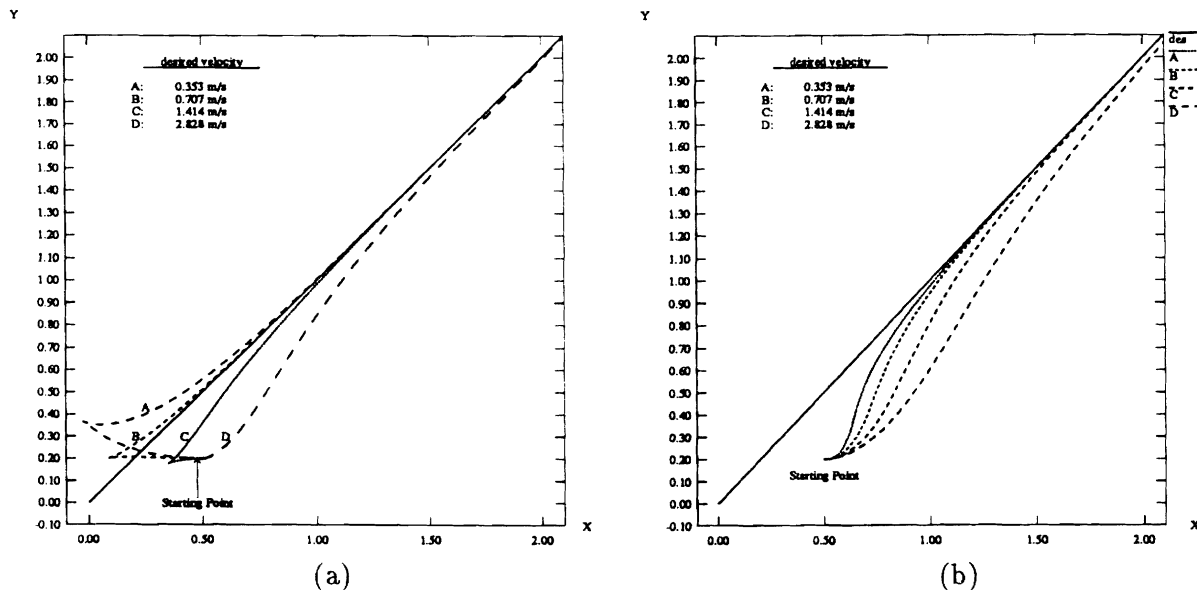 Y
2.00
1.90
1.80
1.70
1.60
1.50
1.40
1.30
1.20
1.10
1.00
0.90
0.80
0.70
0.60
0.50
0.40
0.30
0.20
0.10
0.00
-0.10
desired velocity
A: 0.353 m/s
B: 0.707 m/s
C: 1.414 m/s
D: 2.828 m/s
A
B
C
D
Starting Point
X
0.00 0.50 1.00 1.50 2.00
(a)
Y
2.00
1.90
1.80
1.70
1.60
1.50
1.40
1.30
1.20
1.10
1.00
0.90
0.80
0.70
0.60
0.50
0.40
0.30
0.20
0.10
0.00
-0.10
desired velocity
A: 0.353 m/s
B: 0.707 m/s
C: 1.414 m/s
D: 2.828 m/s
des
A
B
C
D
Starting Point
X
0.00 0.50 1.00 1.50 2.00
(b)